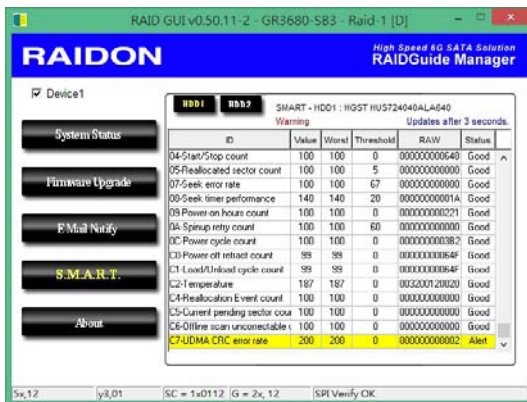 RAID GUI v0.50.11-2 - GR3680-SB3 - Raid-1 [D]
RAIDON
High Speed 6G SATA Solution
RAIDGuide Manager
Device1
System Status
Firmware Upgrade
E.Mail Notify
S.M.A.R.T.
About
HDD1 HDD2 SMART - HDD1 : HGST HUS724040ALA640
Warning Updates after 3 seconds.
ID Value Worst Threshold RAW Status
04-Start/Stop count 100 100 0 000000000648 Good
05-Reallocated sector count 100 100 5 000000000000 Good
07-Seek error rate 100 100 67 000000000000 Good
08-Seek timer performance 140 140 20 00000000001A Good
09-Power-on hours count 100 100 0 000000000221 Good
0A-Spinup retry count 100 100 60 000000000000 Good
0C-Power cycle count 100 100 0 0000000003B2 Good
C0-Power off retract count 99 99 0 00000000064F Good
C1-Load/Unload cycle count 99 99 0 00000000064F Good
C2-Temperature 187 187 0 003200120020 Good
C4-Reallocation Event count 100 100 0 000000000000 Good
C5-Current pending sector cour 100 100 0 000000000000 Good
C6-Offline scan uncorrectable c 100 100 0 000000000000 Good
C7-UDMA CRC error rate 200 200 0 000000000002 Alert
5x,12 y3,01 SC = 1x0112 G = 2x, 12 SPI Verify OK